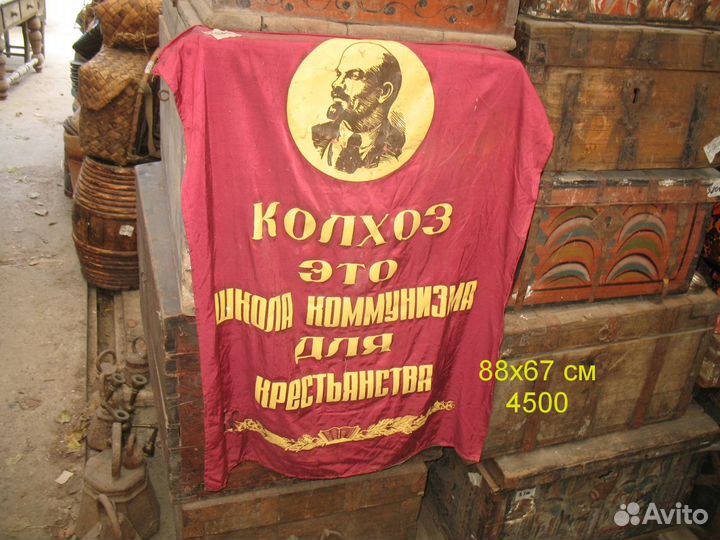 КОЛХОЗ
ЭТО
ШКОЛА КОММУНИЗМА
ДЛЯ
КРЕСТЬЯНСТВА
88х67 см
4500
Avito